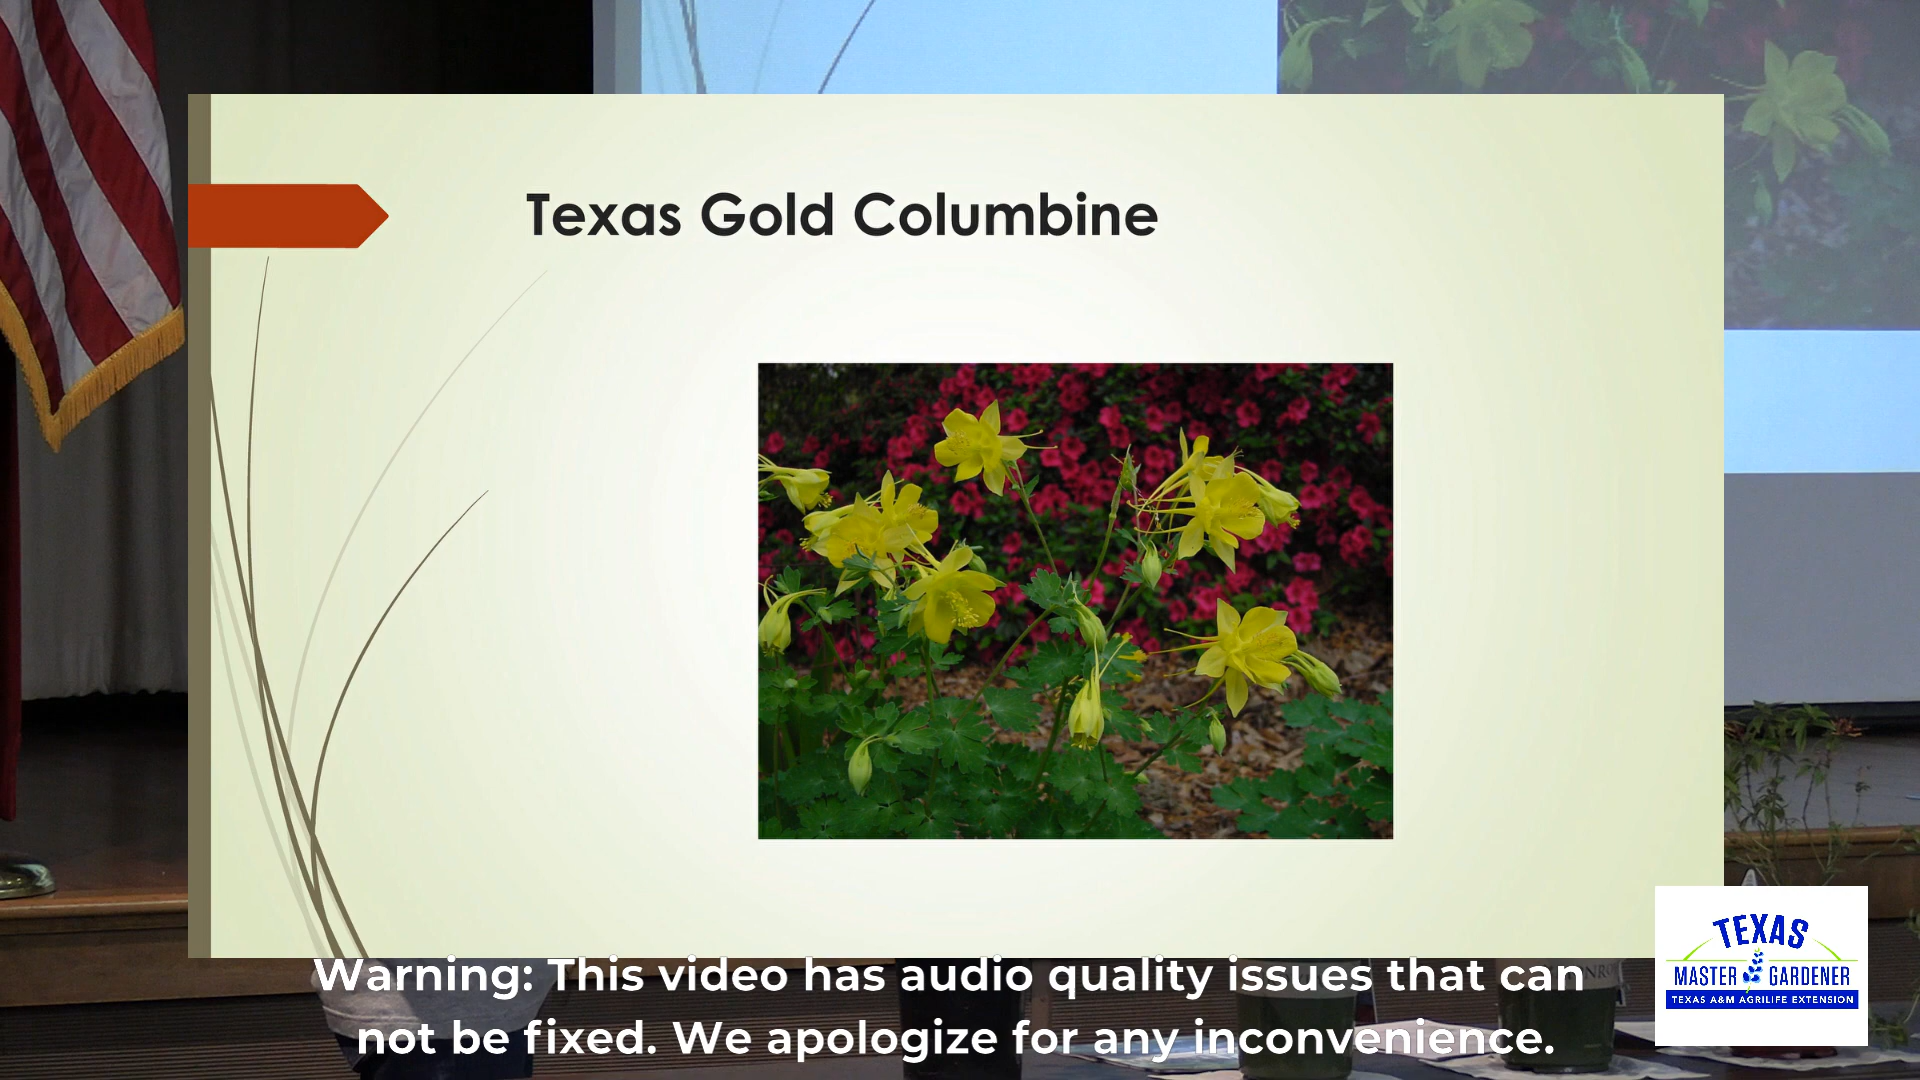 Texas Gold Columbine
Warning: This video has audio quality issues that can
not be fixed. We apologize for any inconvenience.
TEXAS
MASTER GARDENER
TEXAS A&M AGRILIFE EXTENSION